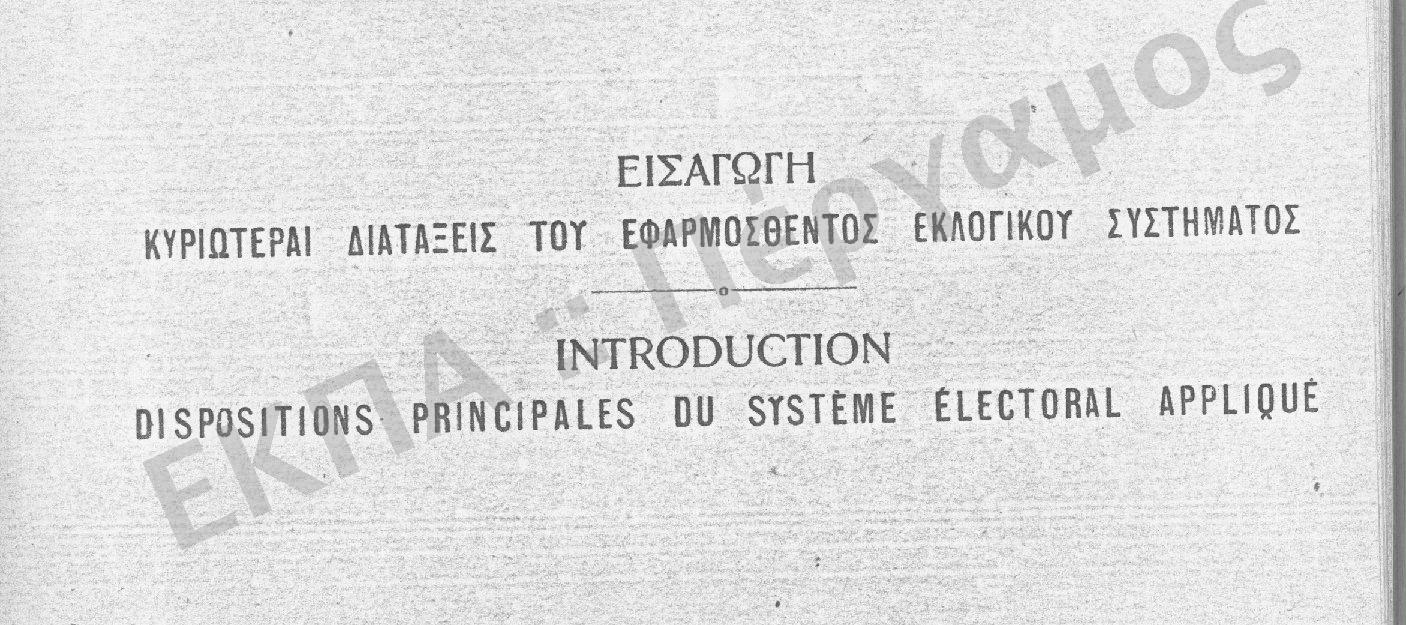 ΕΙΣΑΓΩΓΗ
ΚΥΡΙΩΤΕΡΑΙ ΔΙΑΤΑΞΕΙΣ ΤΟΥ ΕΦΑΡΜΟΣΘΕΝΤΟΣ ΕΚΛΟΓΙΚΟΥ ΣΥΣΤΗΜΑΤΟΣ
INTRODUCTION
DISPOSITIONS PRINCIPALES DU SYSTÈME ÉLECTORAL APPLIQUÉ
ΕΚΠΑ :: Πέργαμος